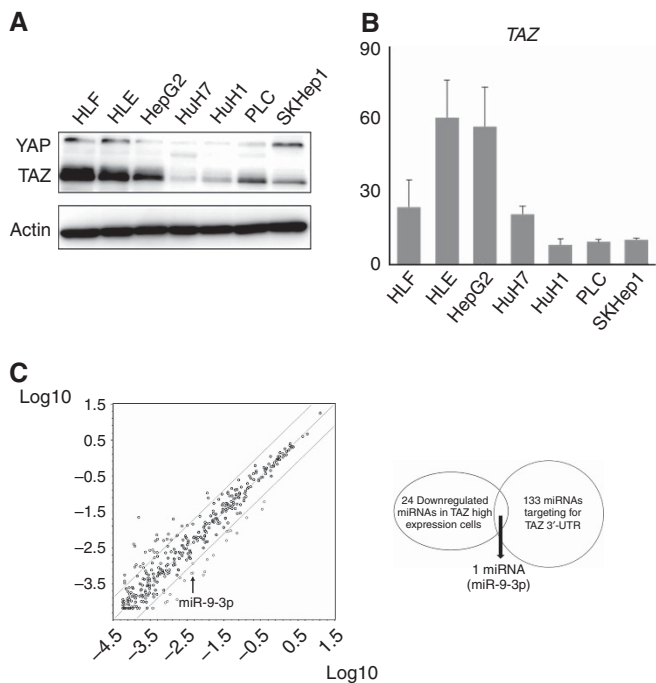 A
HLF
HLE
HepG2
HuH7
HuH1
PLC
SKHep1
YAP
TAZ
Actin
B
TAZ
90
60
30
0
HLF
HLE
HepG2
HuH7
HuH1
PLC
SKHep1
C
Log10
1.5
0.5
−0.5
−1.5
−2.5
−3.5
miR-9-3p
−4.5
−3.5
−2.5
−1.5
−0.5
0.5
1.5
Log10
24 Downregulated
miRNAs in TAZ high
expression cells
133 miRNAs
targeting for
TAZ 3′-UTR
1 miRNA
(miR-9-3p)